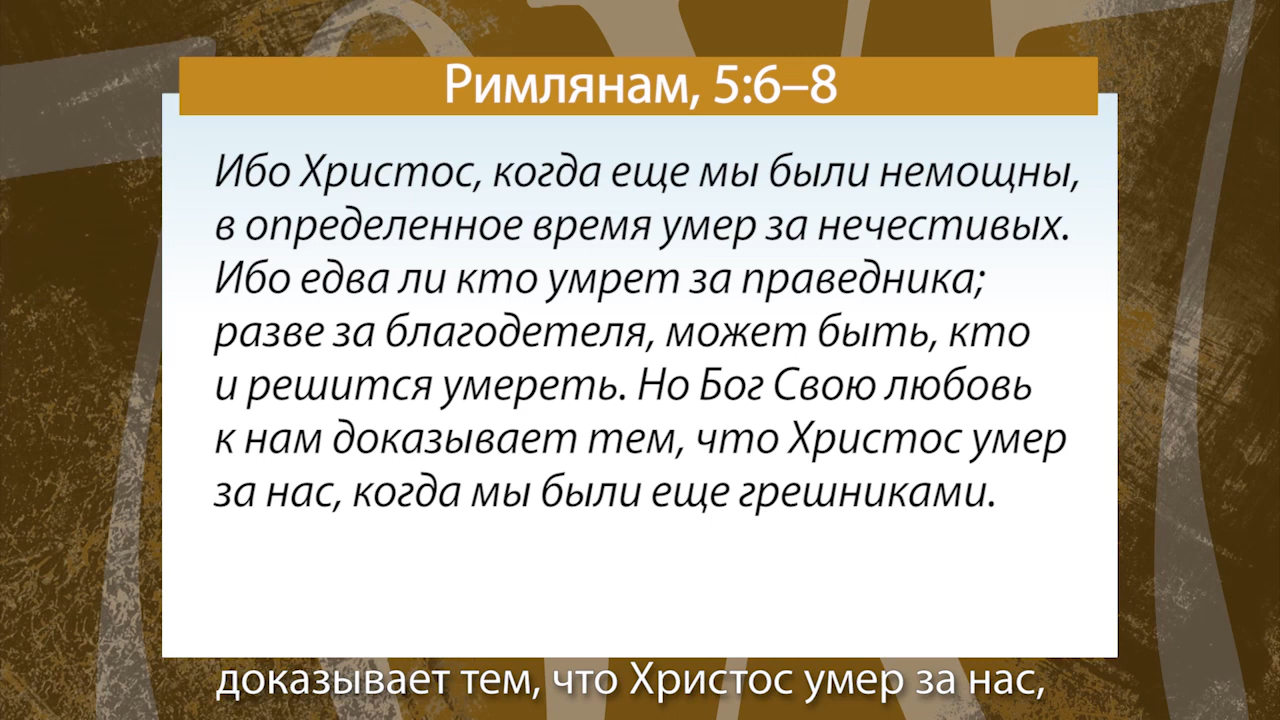 Римлянам, 5:6–8
Ибо Христос, когда еще мы были немощны,
в определенное время умер за нечестивых.
Ибо едва ли кто умрет за праведника;
разве за благодетеля, может быть, кто
и решится умереть. Но Бог Свою любовь
к нам доказывает тем, что Христос умер
за нас, когда мы были еще грешниками.
доказывает тем, что Христос умер за нас,